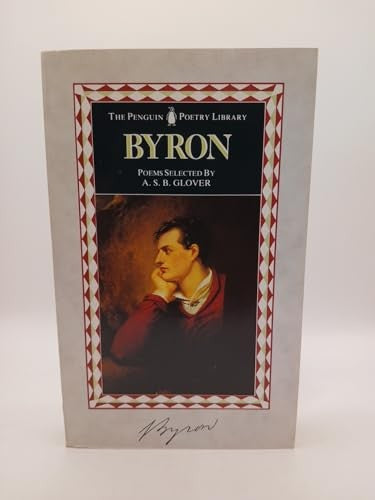 THE PENGUIN POETRY LIBRARY
BYRON
POEMS SELECTED BY
A. S. B. GLOVER
Byron